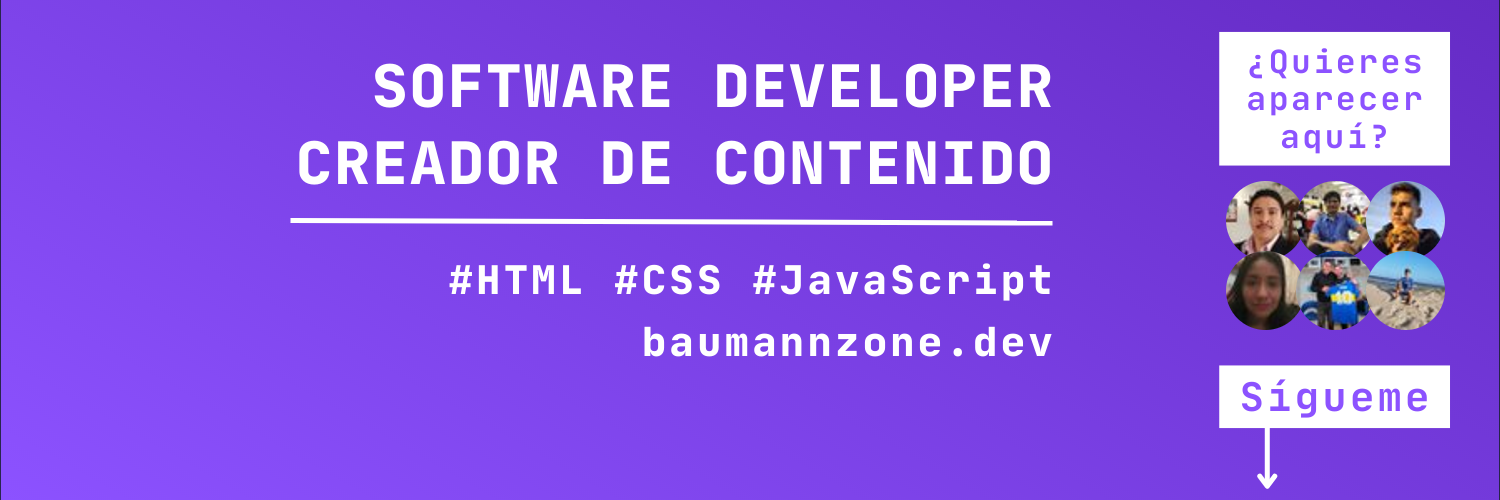 SOFTWARE DEVELOPER
CREADOR DE CONTENIDO
#HTML #CSS #JavaScript
baumannzone.dev
¿Quieres
aparecer
aquí?
Sígueme